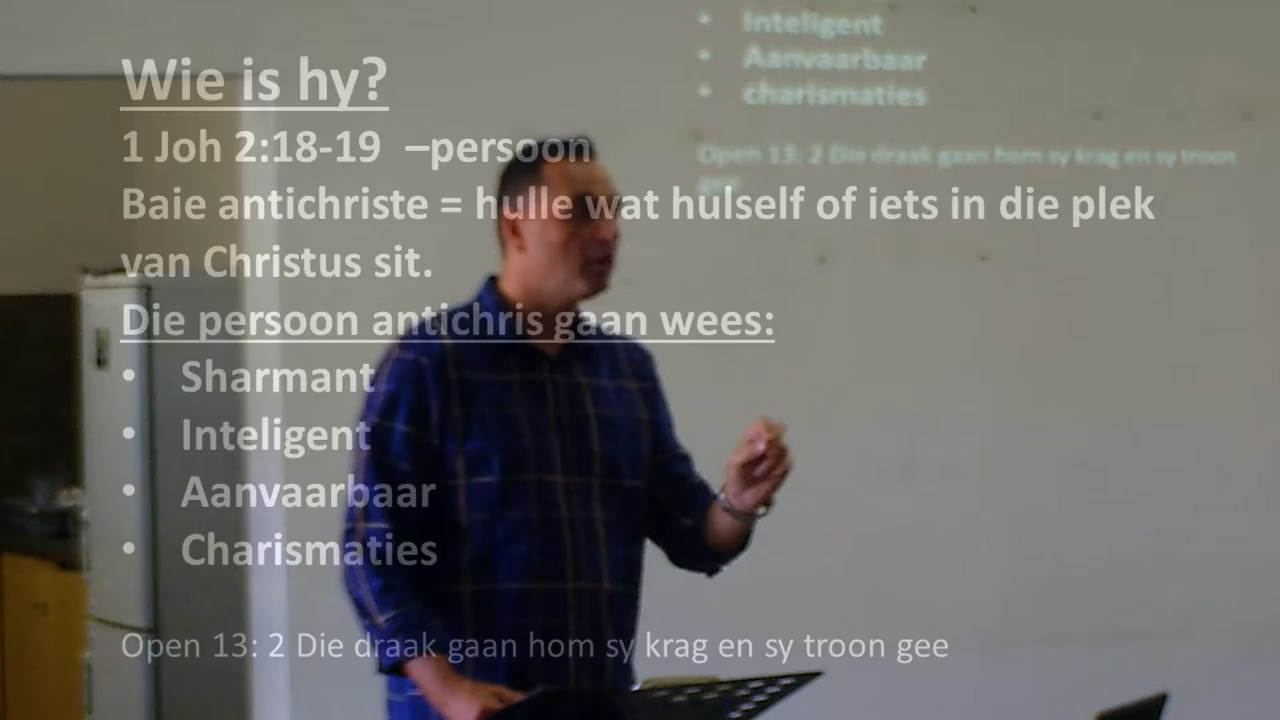 Wie is hy?
1 Joh 2:18-19 –persoon
Baie antichriste = hulle wat hulself of iets in die plek
van Christus sit.
Die persoon antichris gaan wees:
• Sharmant
• Inteligent
• Aanvaarbaar
• Charismaties
Open 13: 2 Die draak gaan hom sy krag en sy troon gee
• Inteligent
• Aanvaarbaar
• charismaties
Open 13: 2 Die draak gaan hom sy krag en sy troon
gee